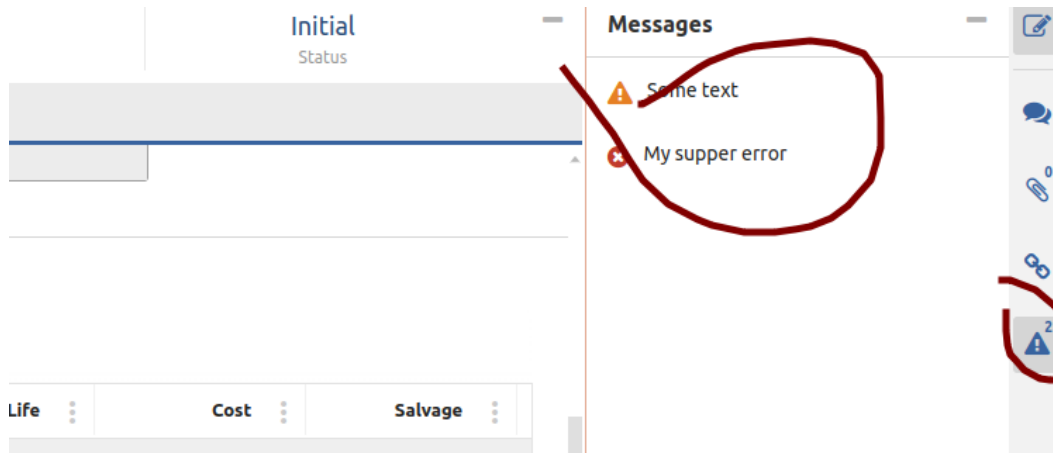 Initial
Status
Messages
Some text
My supper error
0
2
Life
Cost
Salvage